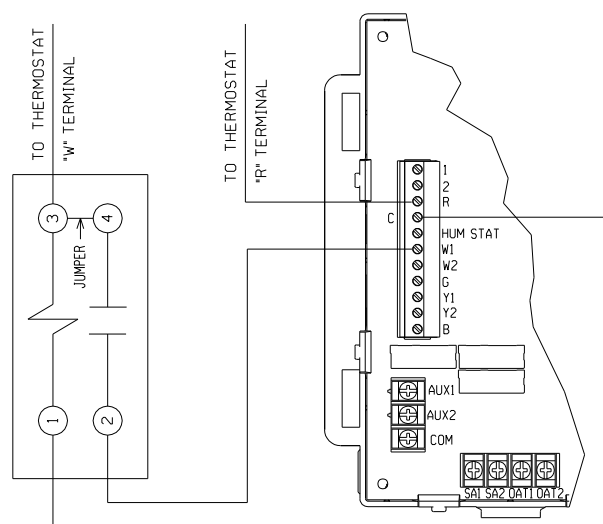 TO THERMOSTAT
"W" TERMINAL
TO THERMOSTAT
"R" TERMINAL
3
4
JUMPER
1
2
1
2
R
C
HUM STAT
W1
W2
G
Y1
Y2
B
AUX1
AUX2
COM
SA1 SA2 OAT1 OAT2